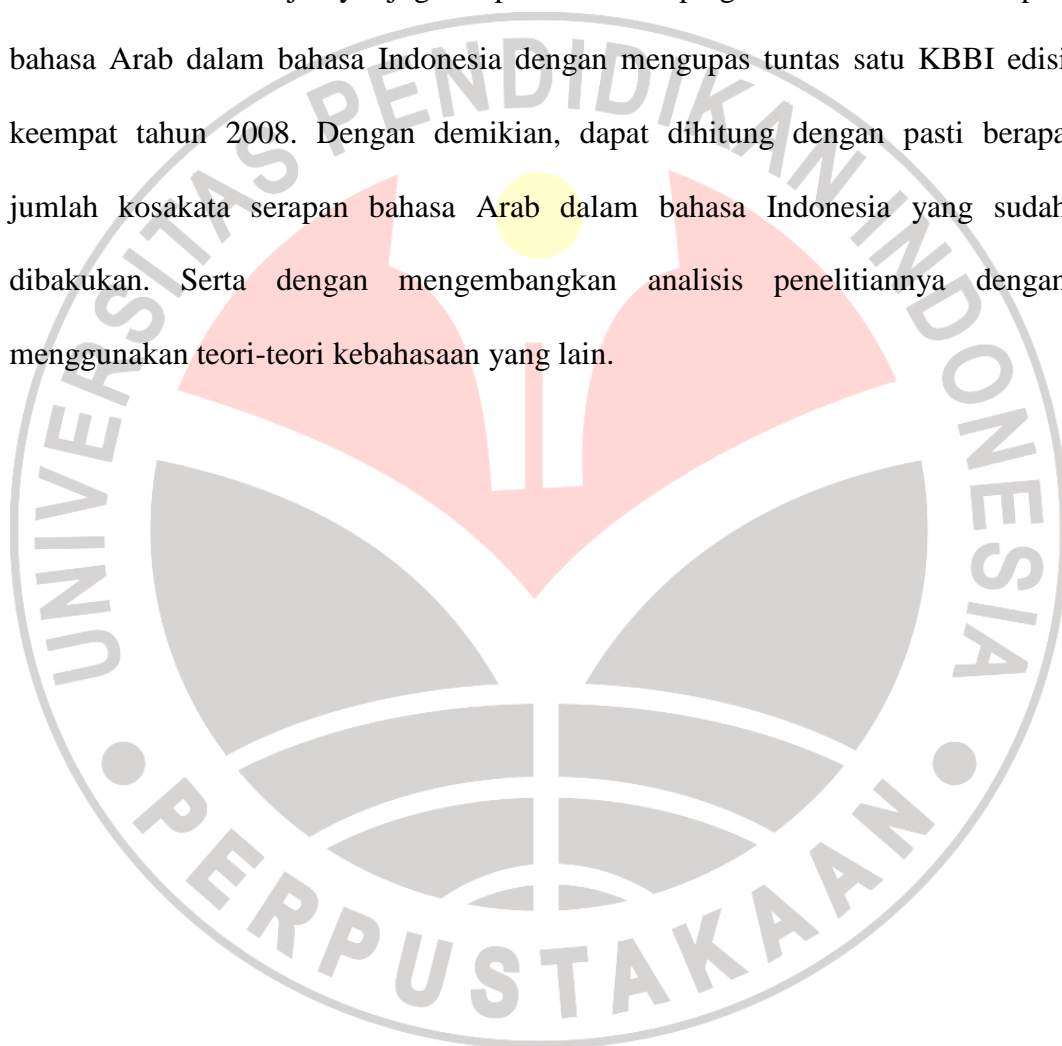 bahasa Arab dalam bahasa Indonesia dengan mengupas tuntas satu KBBI edisi
keempat tahun 2008. Dengan demikian, dapat dihitung dengan pasti berapa
jumlah kosakata serapan bahasa Arab dalam bahasa Indonesia yang sudah
dibakukan. Serta dengan mengembangkan analisis penelitiannya dengan
menggunakan teori-teori kebahasaan yang lain.
UNIVERSITAS PENDIDIKAN INDONESIA
PERPUSTAKAAN